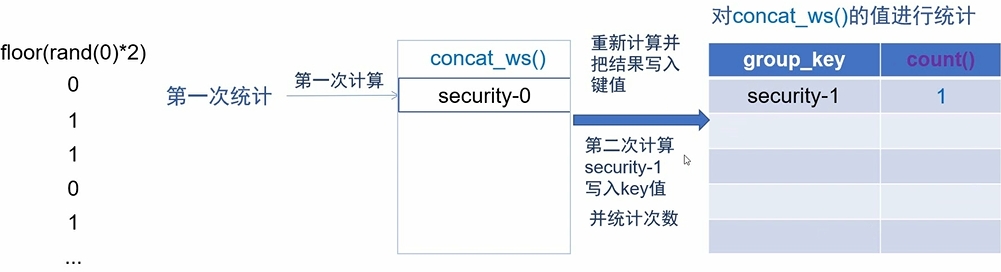 对concat_ws()的值进行统计
floor(rand(0)*2)
0
1
1
0
1
...
第一次统计
第一次计算
concat_ws()
security-0
重新计算并
把结果写入
键值
第二次计算
security-1
写入key值
并统计次数
group_key count()
security-1 1